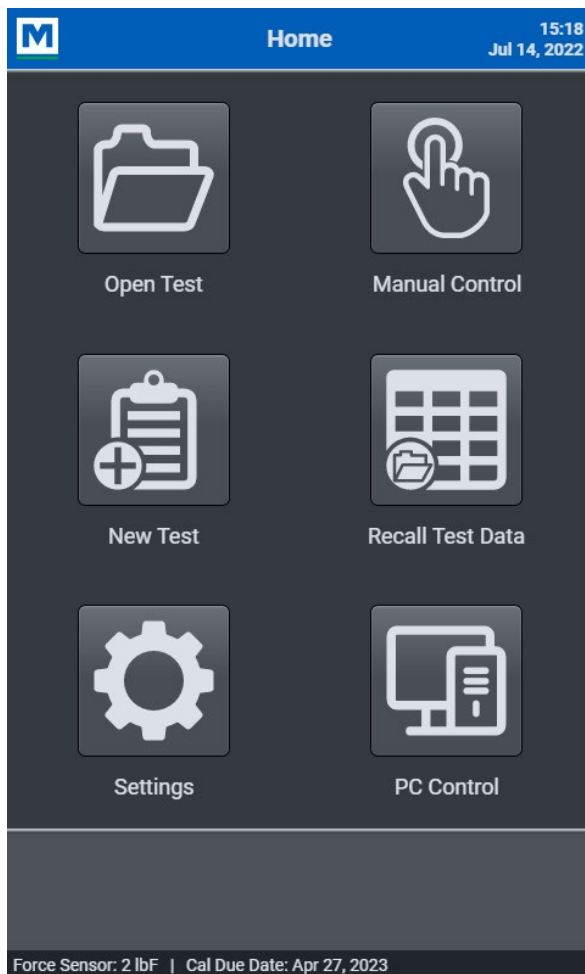 M
Home
15:18
Jul 14, 2022
Open Test
Manual Control
New Test
Recall Test Data
Settings
PC Control
Force Sensor: 2 lbF | Cal Due Date: Apr 27, 2023